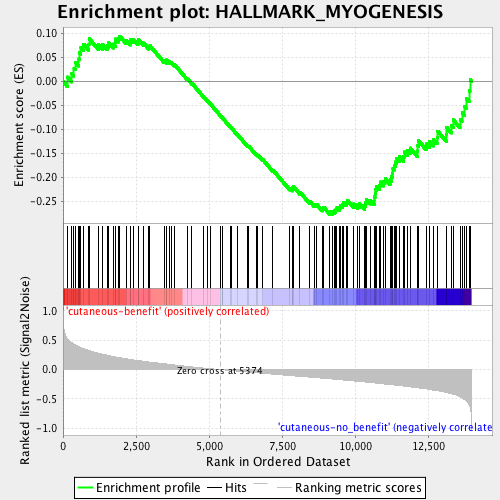 Enrichment plot: HALLMARK_MYOGENESIS
Enrichment score (ES)
0.10
0.05
0.00
-0.05
-0.10
-0.15
-0.20
-0.25
'cutaneous-benefit' (positively correlated)
Ranked list metric (Signal2Noise)
1.0
0.5
0.0
-0.5
-1.0
Zero cross at 5374
'cutaneous-no_benefit' (negatively correlate
0
2,500
5,000
7,500
10,000
12,500
Rank in Ordered Dataset
Enrichment profile
Hits
Ranking metric scores